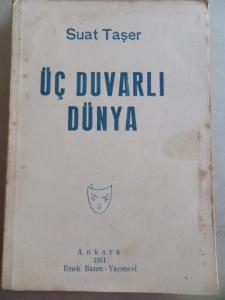 Suat Taşer
ÜÇ DUVARLI
DÜNYA
Ankara
1951
Emek Basım-Yayımevi